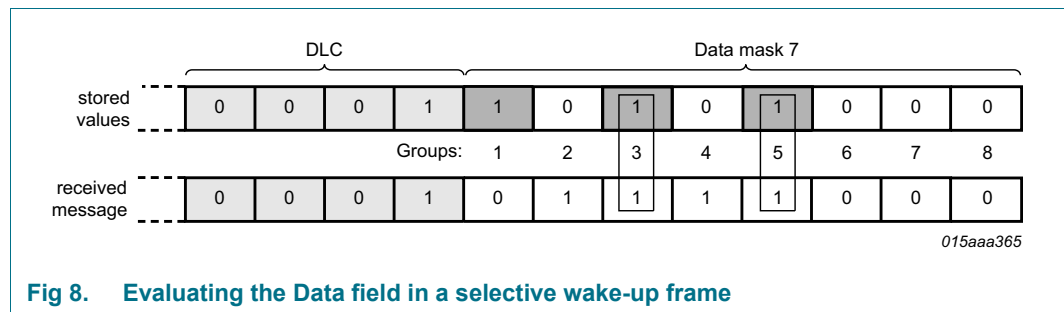 DLC Data mask 7
stored values 0 0 0 1 1 0 1 0 1 0 0 0
Groups: 1 2 3 4 5 6 7 8
received message 0 0 0 1 0 1 1 1 1 0 0 0
015aaa365
Fig 8. Evaluating the Data field in a selective wake-up frame